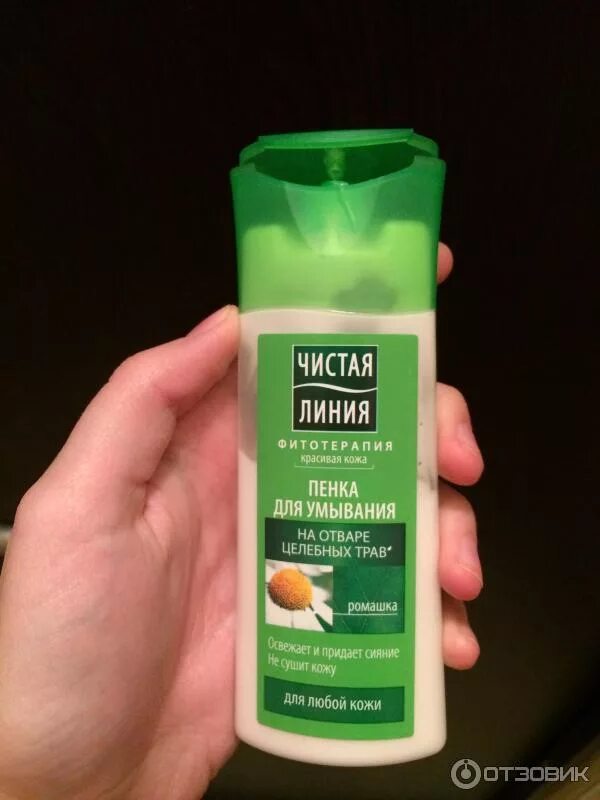 ЧИСТАЯ
ЛИНИЯ
ФИТОТЕРАПИЯ
красивая кожа
ПЕНКА
ДЛЯ УМЫВАНИЯ
НА ОТВАРЕ
ЦЕЛЕБНЫХ ТРАВ*
ромашка
Освежает и придает сияние
Не сушит кожу
для любой кожи
ОТЗОВИК